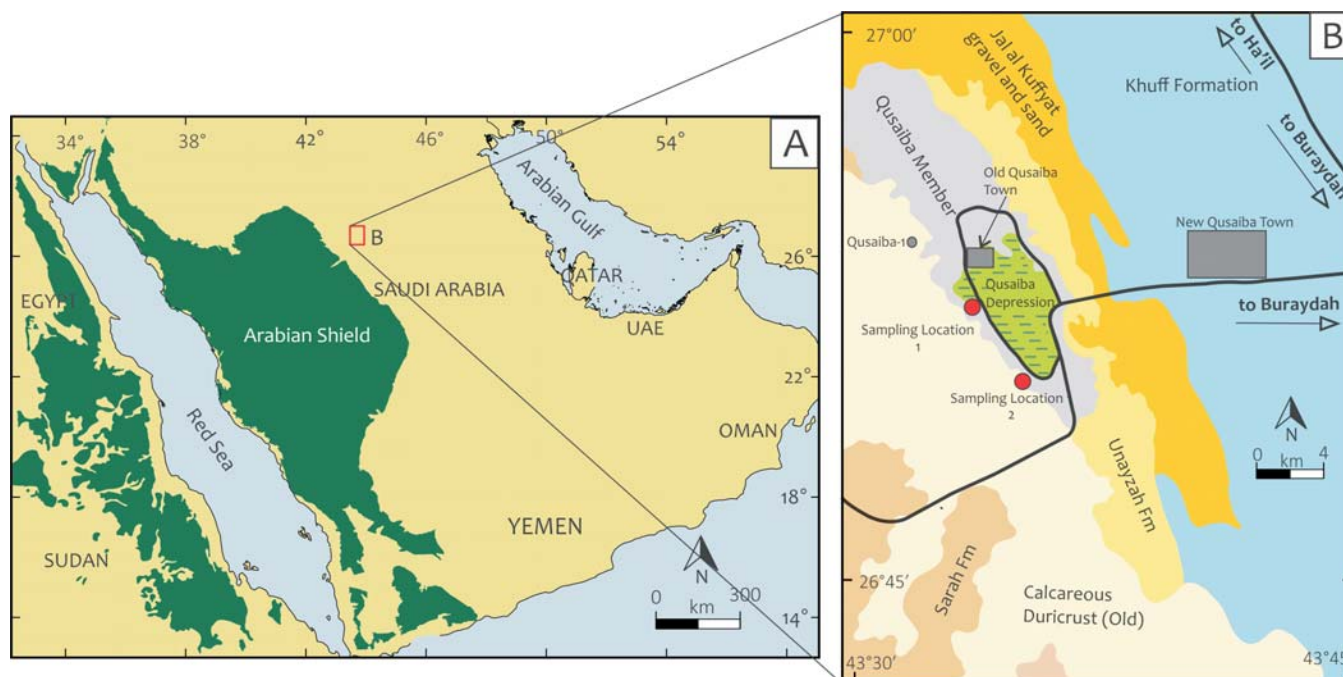 A
34°
38°
42°
46°
50°
54°
Arabian Gulf
B
26°
QATAR
SAUDI ARABIA
EGYPT
UAE
Arabian Shield
22°
Red Sea
OMAN
18°
YEMEN
SUDAN
N
0 300
km
14°
B
27°00′
Jal al Kuffyat
gravel and sand
to Ha'il
Khuff Formation
to Buraydah
Qusaiba Member
Old Qusaiba
Town
New Qusaiba Town
Qusaiba-1
Qusaiba
Depression
to Buraydah
Sampling Location
1
Sampling Location
2
N
0 4
km
Unayzah Fm
26°45′
Sarah Fm
Calcareous
Duricrust (Old)
43°30′
43°45′